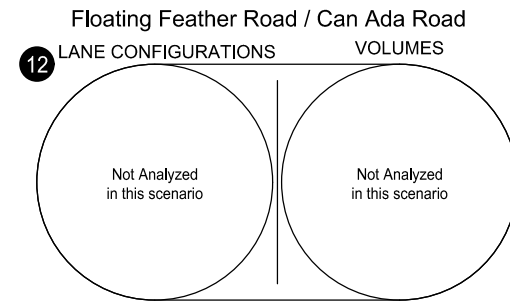 Floating Feather Road / Can Ada Road
12 LANE CONFIGURATIONS VOLUMES
Not Analyzed
in this scenario
Not Analyzed
in this scenario